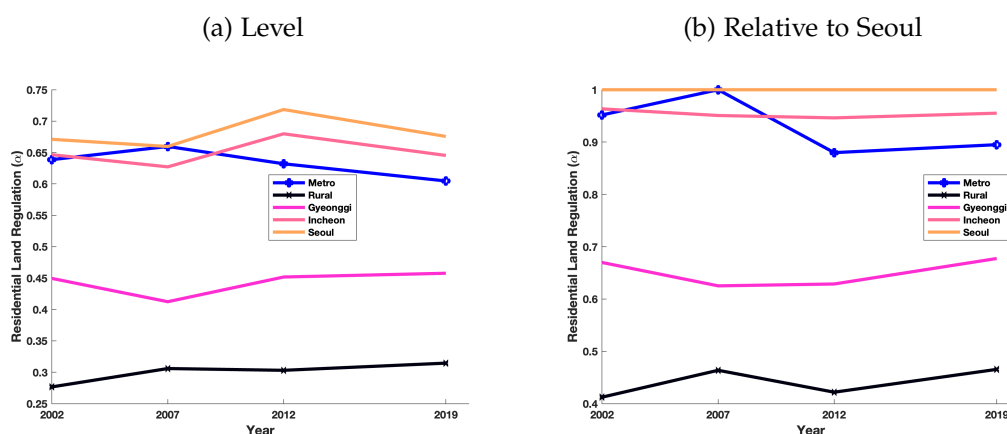 (a) Level
Residential Land Regulation (α)
0.75
0.7
0.65
0.6
0.55
0.5
0.45
0.4
0.35
0.3
0.25
Metro
Rural
Gyeonggi
Incheon
Seoul
2002
2007
2012
2019
Year
(b) Relative to Seoul
Residential Land Regulation (α)
1
0.9
0.8
0.7
0.6
0.5
0.4
Metro
Rural
Gyeonggi
Incheon
Seoul
2002
2007
2012
2019
Year